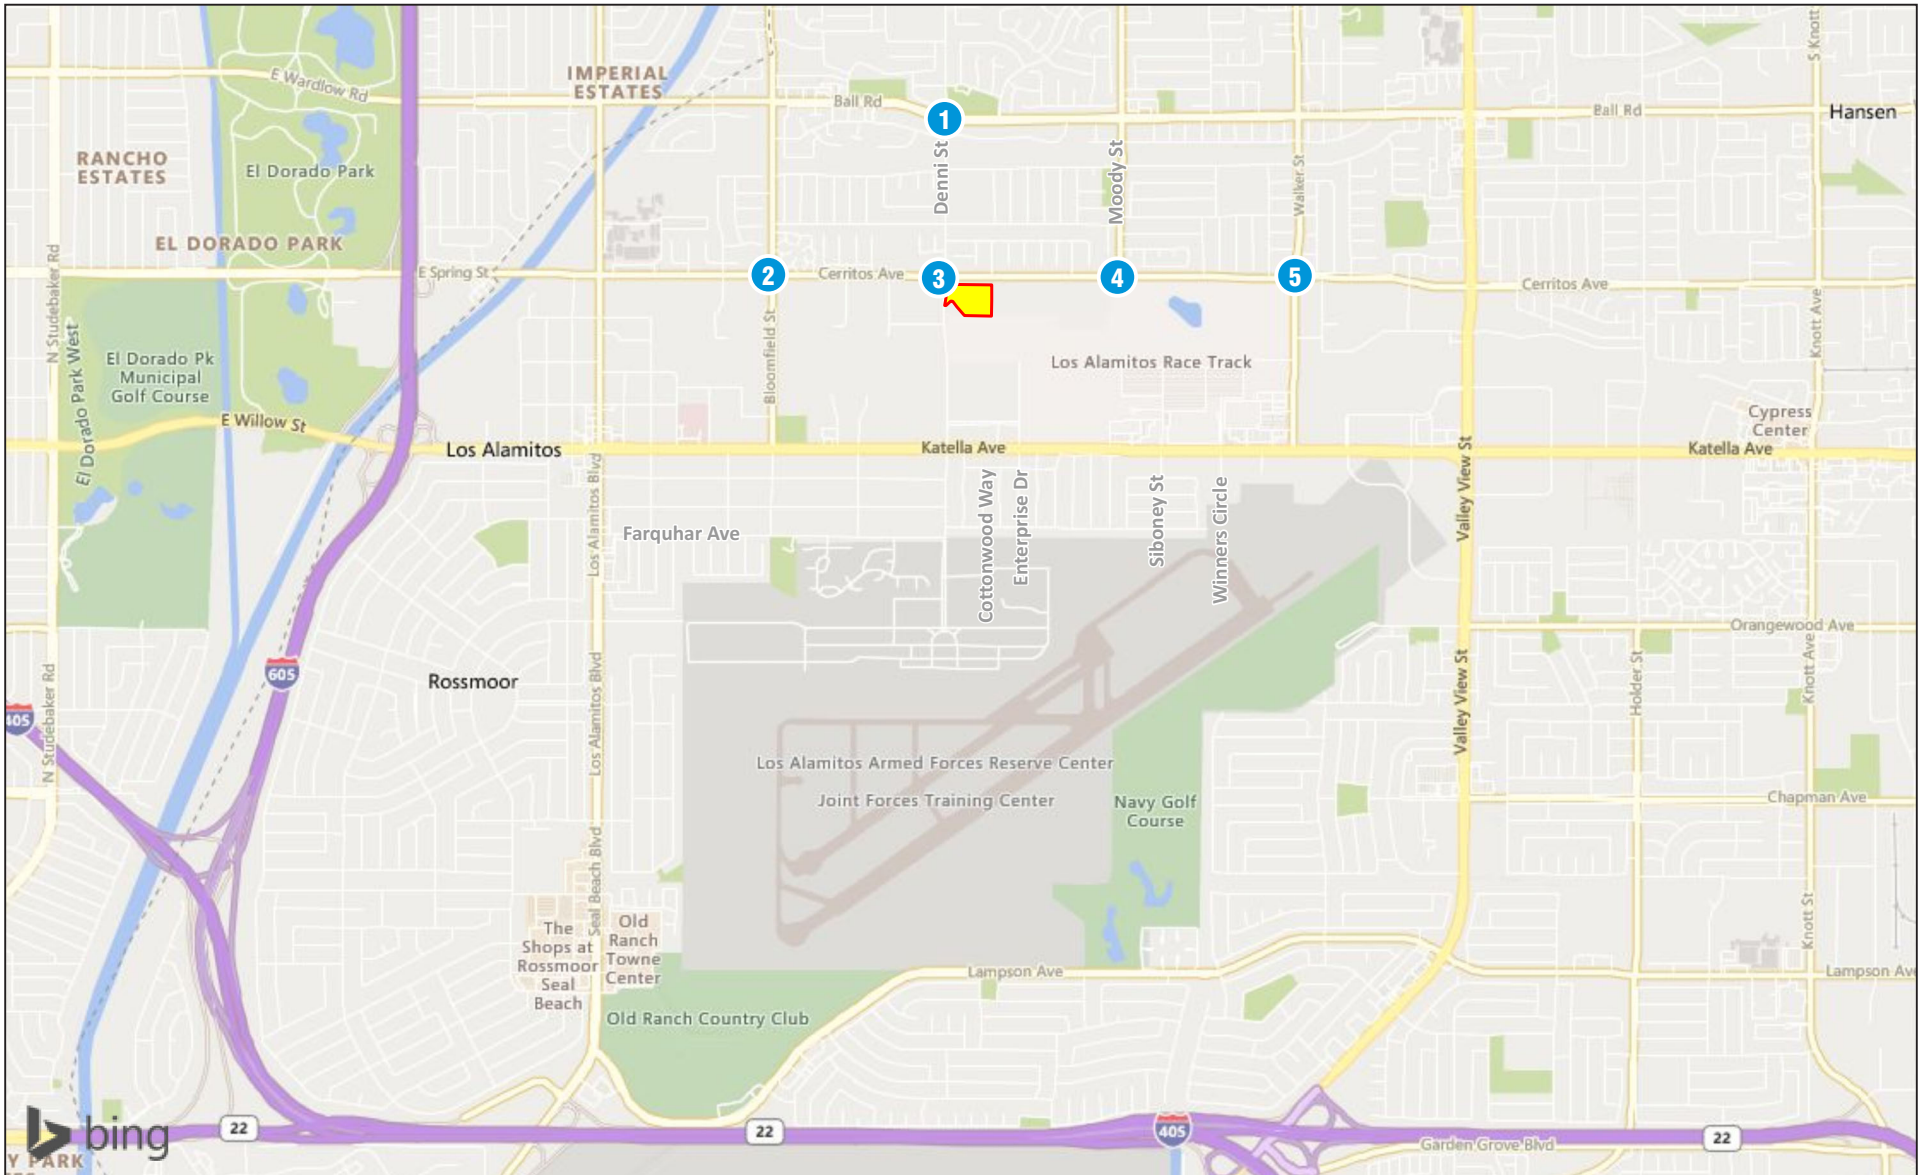 S Knott
E Wardlow Rd
IMPERIAL
ESTATES
Ball Rd
Ball Rd
Hansen
1
RANCHO
ESTATES
El Dorado Park
Denni St
Moody St
Walker St
EL DORADO PARK
N Studebaker Rd
E Spring St
2
Cerritos Ave
3
4
5
Cerritos Ave
Knott Ave
Bloomfield St
El Dorado Park West
El Dorado Pk
Municipal
Golf Course
Los Alamitos Race Track
E Willow St
Cypress
Center
Los Alamitos
Katella Ave
Katella Ave
Los Alamitos Blvd
Valley View St
Farquhar Ave
Cottonwood Way
Enterprise Dr
Siboney St
Winners Circle
Orangewood Ave
605
Rossmoor
N Studebaker Rd
Los Alamitos Blvd
Valley View St
Holder St
Knott Ave
405
Los Alamitos Armed Forces Reserve Center
Joint Forces Training Center
Navy Golf
Course
Chapman Ave
Seal Beach Blvd
The
Shops at
Rossmoor
Seal
Beach
Old
Ranch
Towne
Center
Knott St
Lampson Ave
Lampson Ave
Old Ranch Country Club
bing
22
22
405
22
Garden Grove Blvd
Y PARK